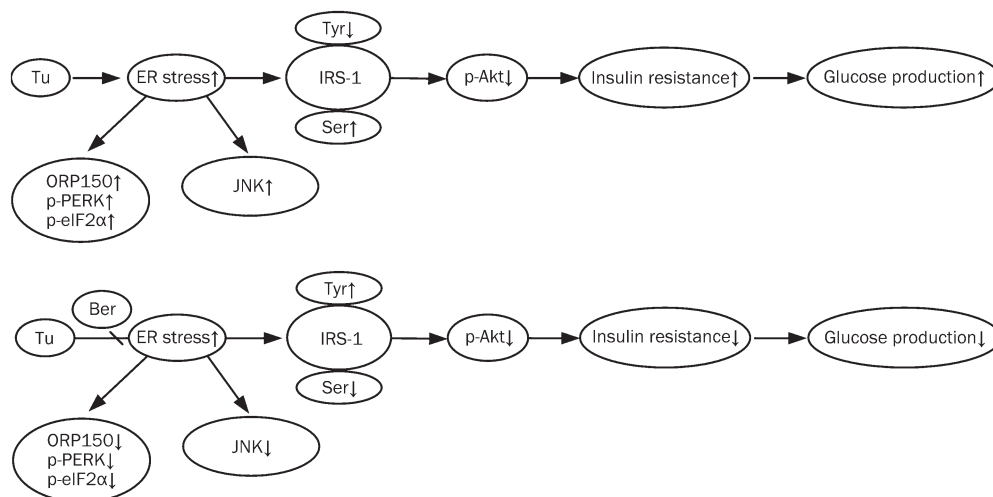 Tyr↓
Tu
ER stress↑
IRS-1
p-Akt↓
Insulin resistance↑
Glucose production↑
Ser↑
ORP150↑
p-PERK↑
p-eIF2α↑
JNK↑
Tyr↑
Ber
Tu
ER stress↑
IRS-1
p-Akt↓
Insulin resistance↓
Glucose production↓
Ser↓
ORP150↓
p-PERK↓
p-eIF2α↓
JNK↓